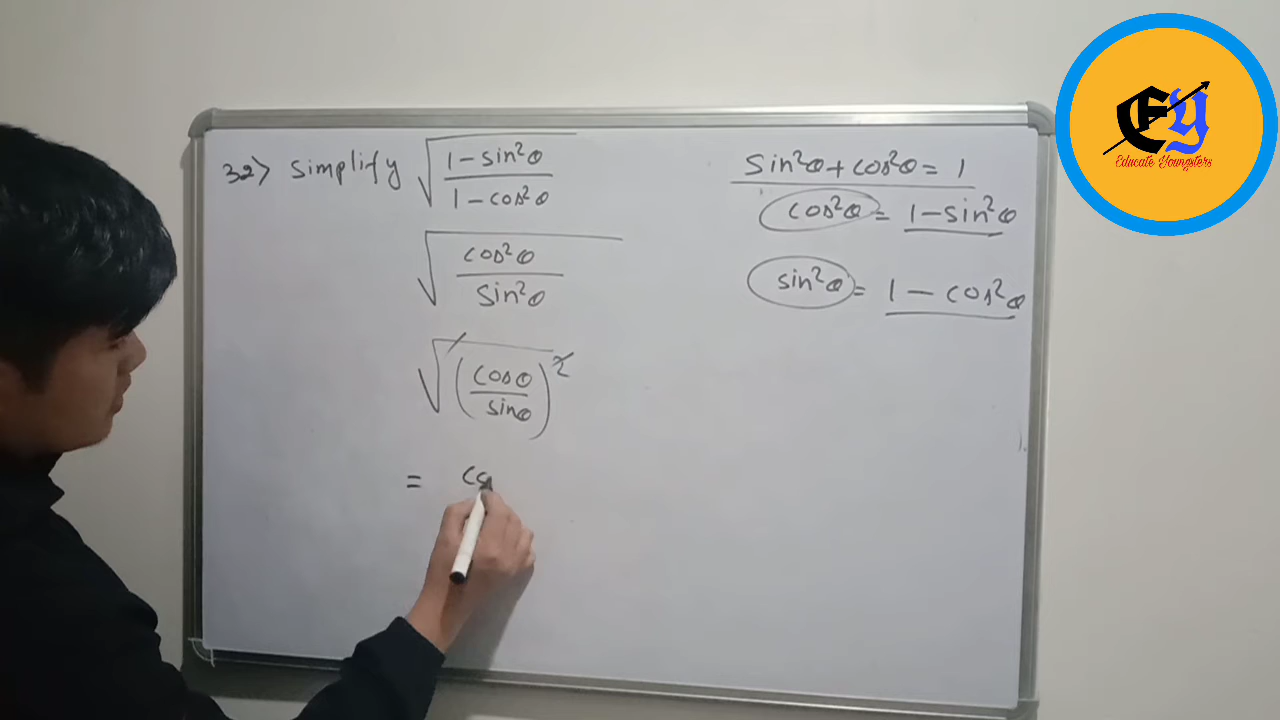 32> Simplify √(1-sin²θ / 1-cos²θ)
√(cos²θ / sin²θ)
√(cosθ / sinθ)²
= co
sin²θ+cos²θ=1
cos²θ = 1-sin²θ
sin²θ = 1-cos²θ
EY
Educate Youngsters